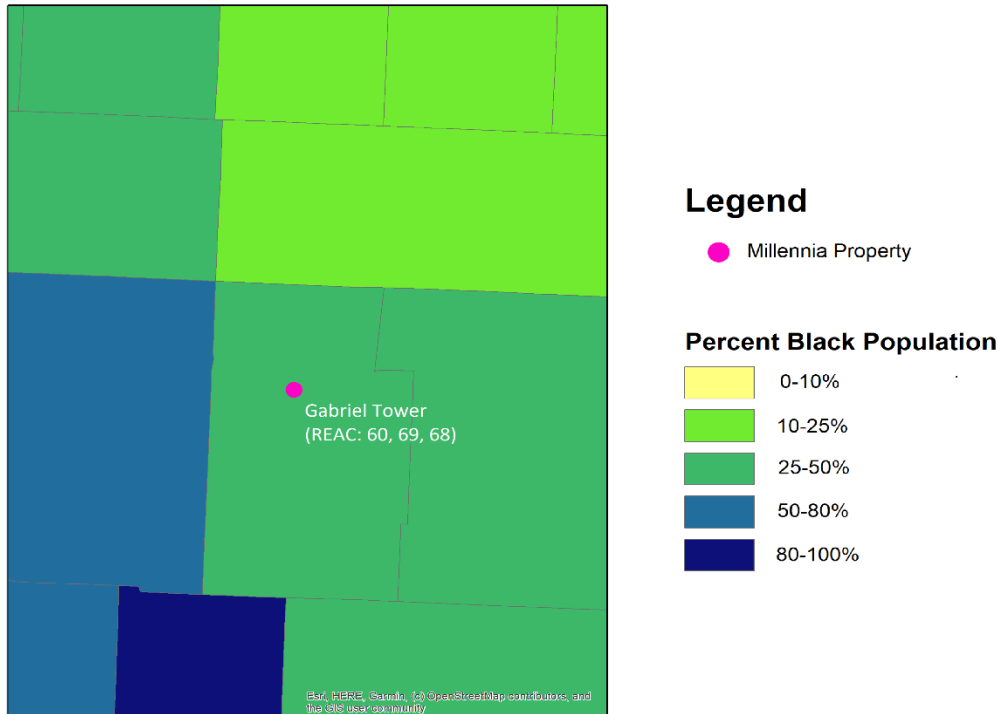 Legend
Millennia Property
Percent Black Population
0-10%
10-25%
25-50%
50-80%
80-100%
Gabriel Tower
(REAC: 60, 69, 68)
Esri, HERE, Garmin, (c) OpenStreetMap contributors, and
the GIS user community